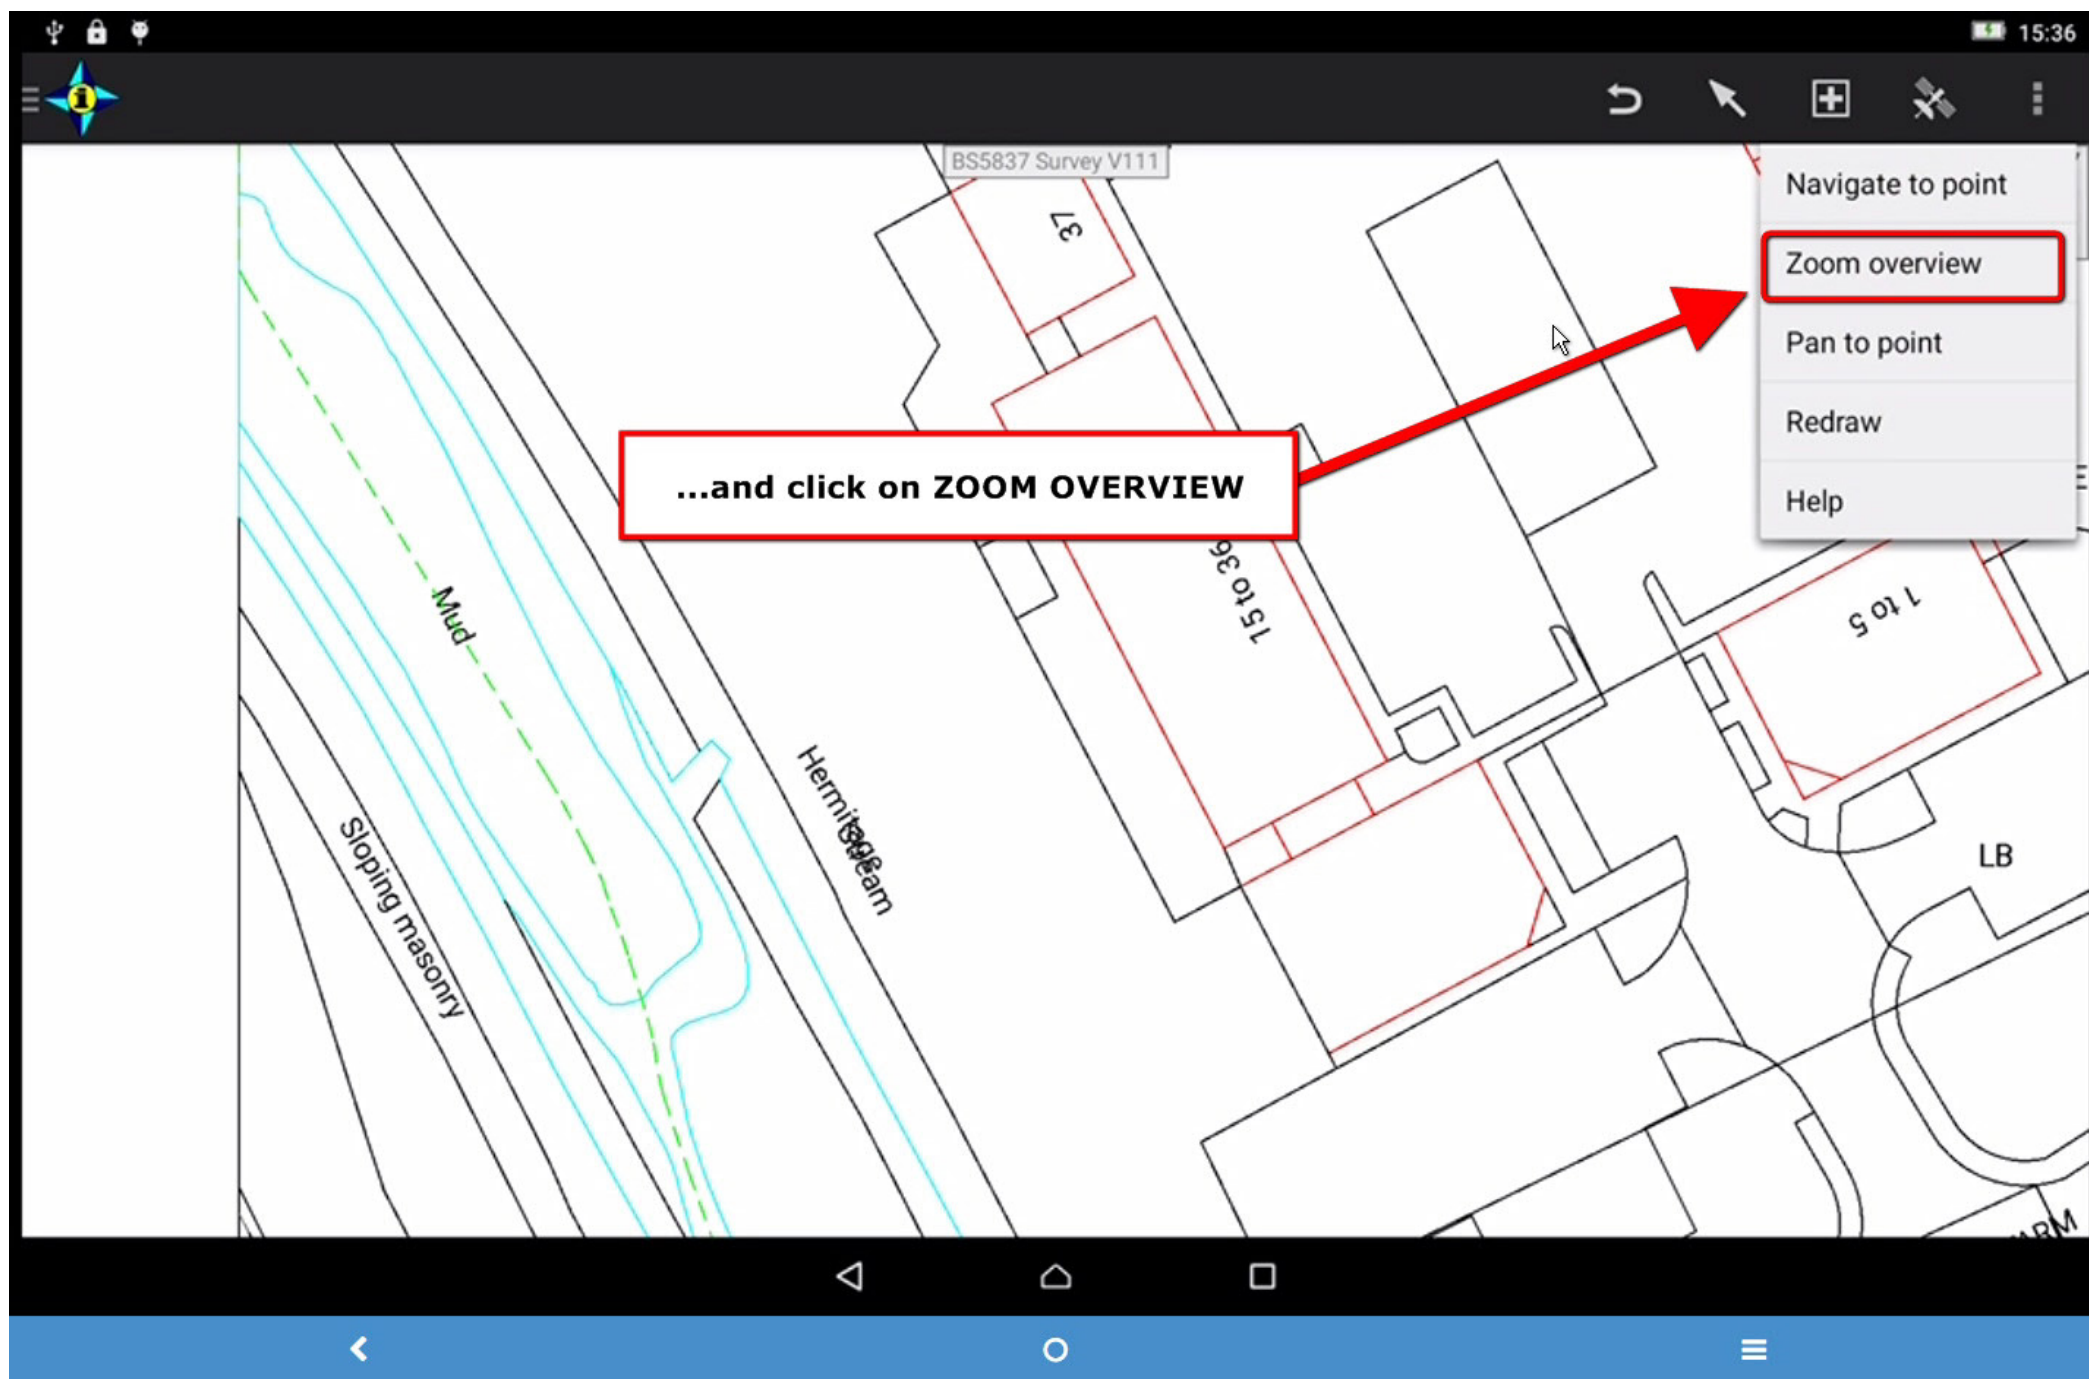 15:36
BS5837 Survey V111
Navigate to point
Zoom overview
Pan to point
Redraw
Help
...and click on ZOOM OVERVIEW
37
15 to 36
1 to 5
Mud
Hermitage
Stream
Sloping masonry
LB